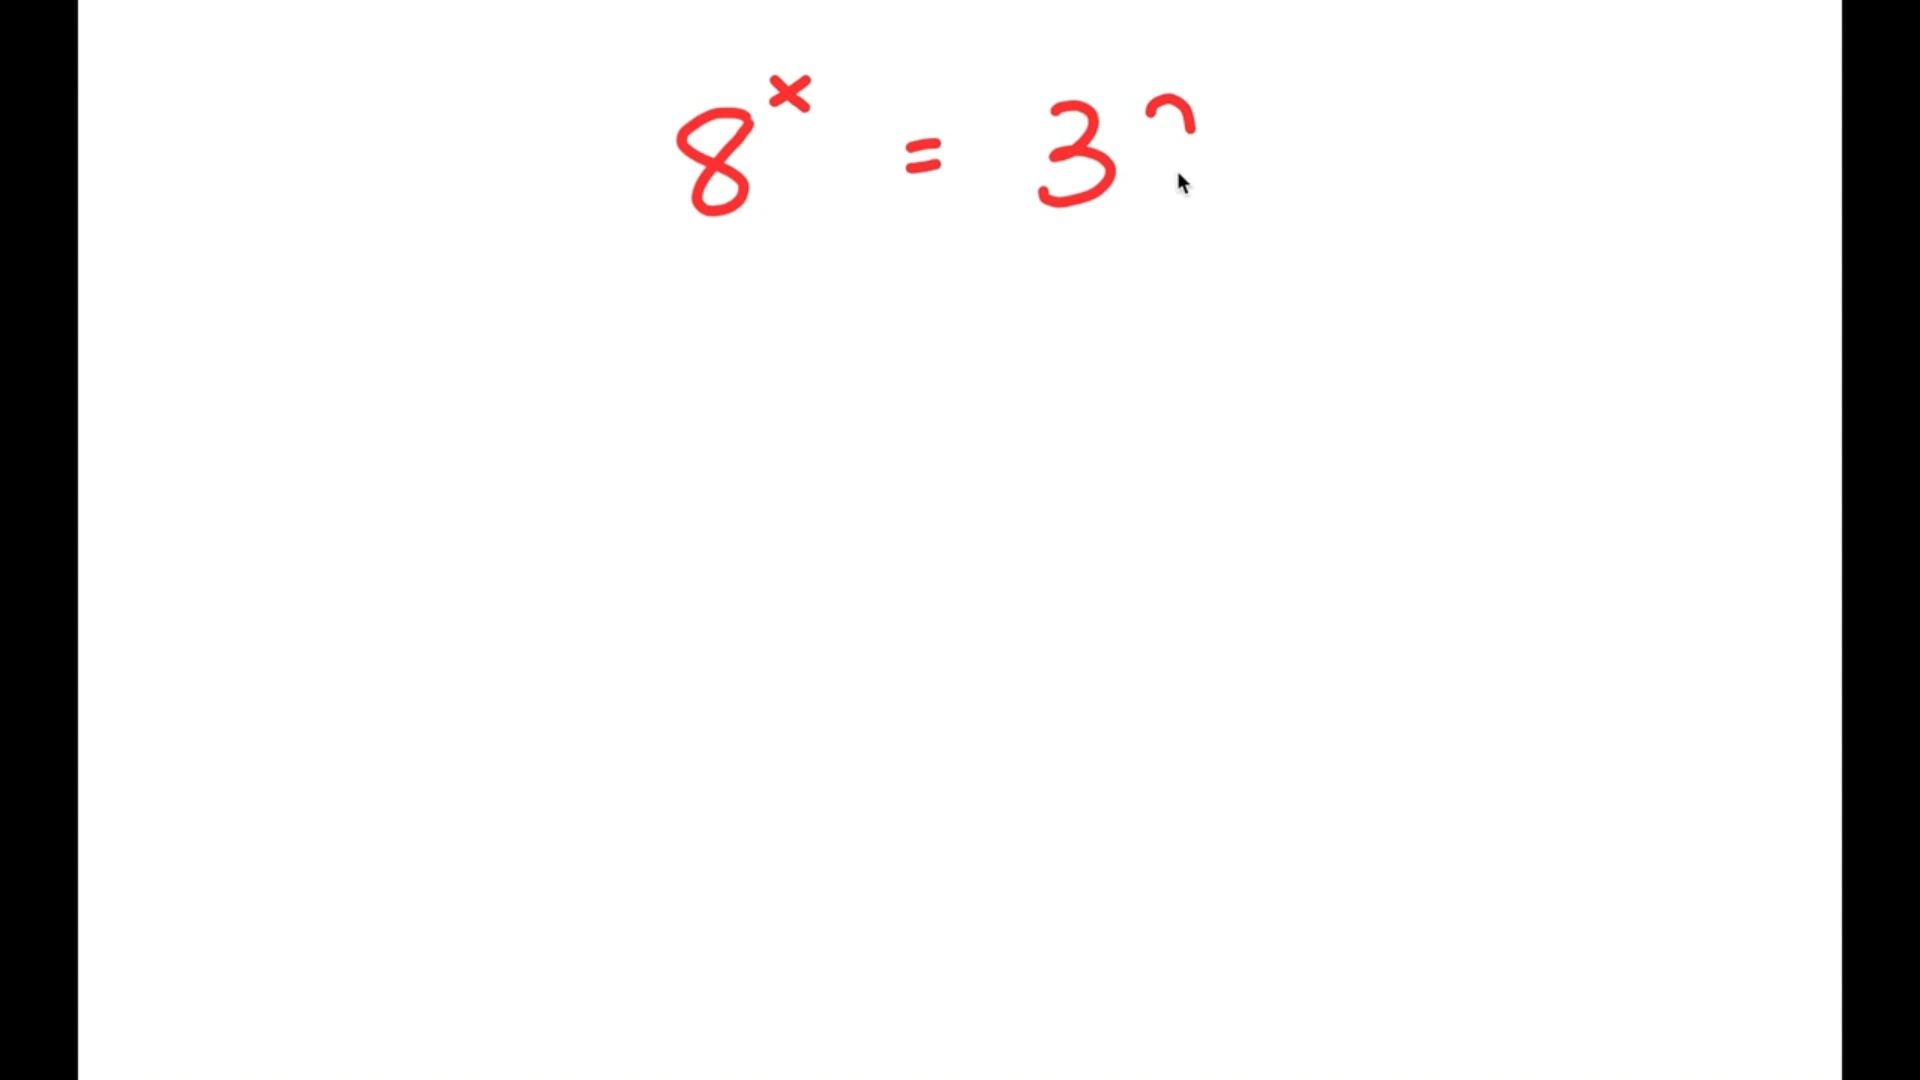 8ˣ = 3